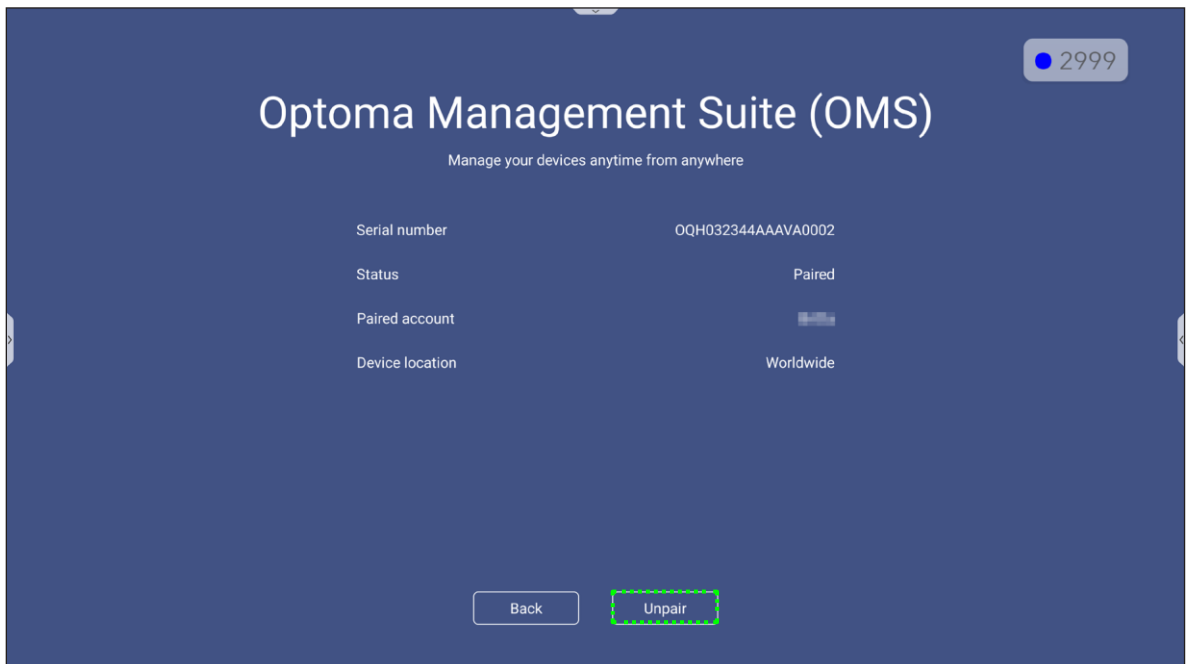 2999
Optoma Management Suite (OMS)
Manage your devices anytime from anywhere
Serial number OQH032344AAAVA0002
Status Paired
Paired account
Device location Worldwide
Back Unpair